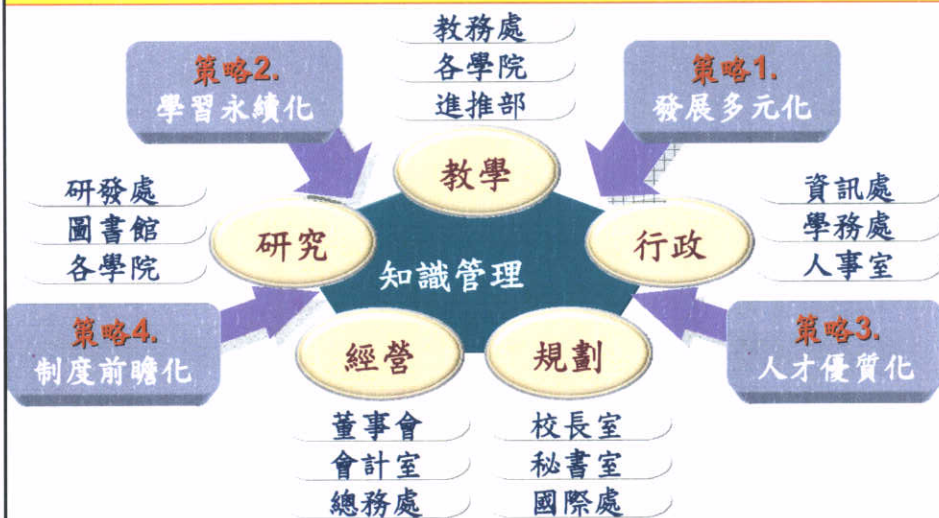 教務處
各學院
進推部
策略2.
學習永續化
策略1.
發展多元化
教學
研發處
圖書館
各學院
研究
知識管理
行政
資訊處
學務處
人事室
策略4.
制度前瞻化
經營
規劃
策略3.
人才優質化
董事會
會計室
總務處
校長室
秘書室
國際處